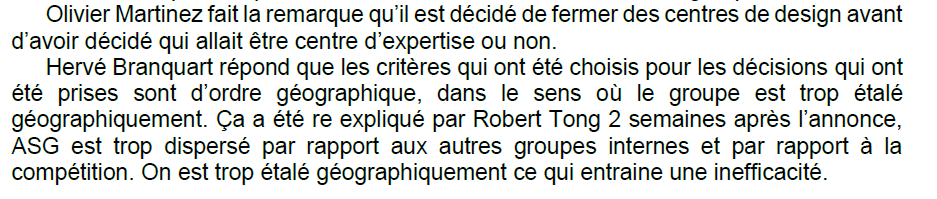 Olivier Martinez fait la remarque qu'il est décidé de fermer des centres de design avant
d'avoir décidé qui allait être centre d'expertise ou non.
Hervé Branquart répond que les critères qui ont été choisis pour les décisions qui ont
été prises sont d'ordre géographique, dans le sens où le groupe est trop étalé
géographiquement. Ça a été re expliqué par Robert Tong 2 semaines après l'annonce,
ASG est trop dispersé par rapport aux autres groupes internes et par rapport à la
compétition. On est trop étalé géographiquement ce qui entraine une inefficacité.